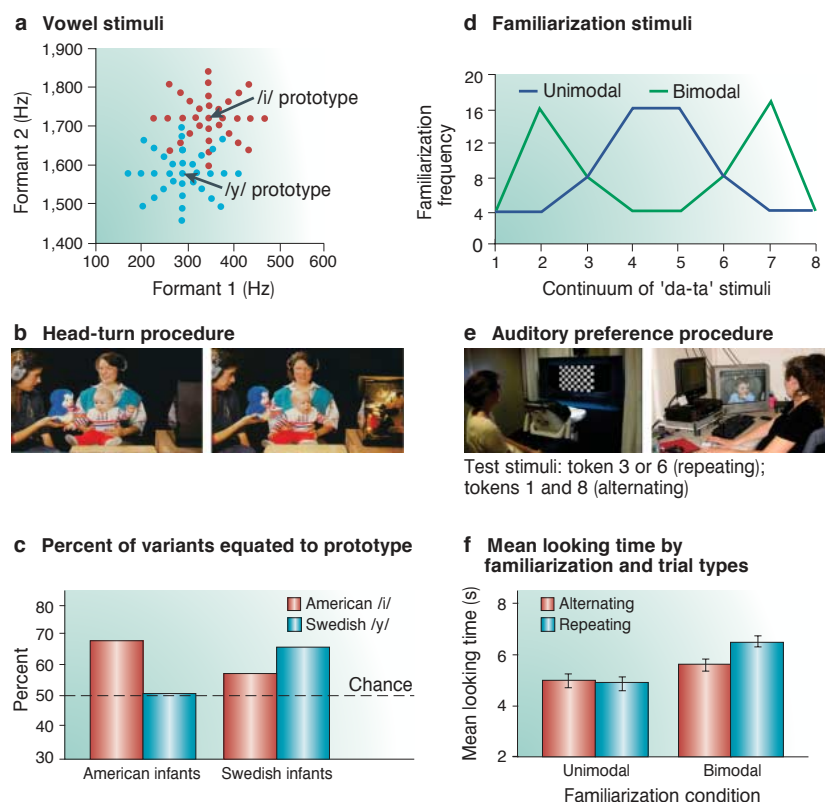 a Vowel stimuli
1,900
1,800
1,700
1,600
1,500
1,400
Formant 2 (Hz)
/i/ prototype
/y/ prototype
100 200 300 400 500 600
Formant 1 (Hz)
b Head-turn procedure
c Percent of variants equated to prototype
80
70
60
50
40
30
Percent
American /i/
Swedish /y/
Chance
American infants Swedish infants
d Familiarization stimuli
20
16
12
8
4
0
Familiarization
frequency
Unimodal Bimodal
1 2 3 4 5 6 7 8
Continuum of 'da-ta' stimuli
e Auditory preference procedure
Test stimuli: token 3 or 6 (repeating);
tokens 1 and 8 (alternating)
f Mean looking time by
familiarization and trial types
8
6
4
2
Mean looking time (s)
Alternating
Repeating
Unimodal Bimodal
Familiarization condition